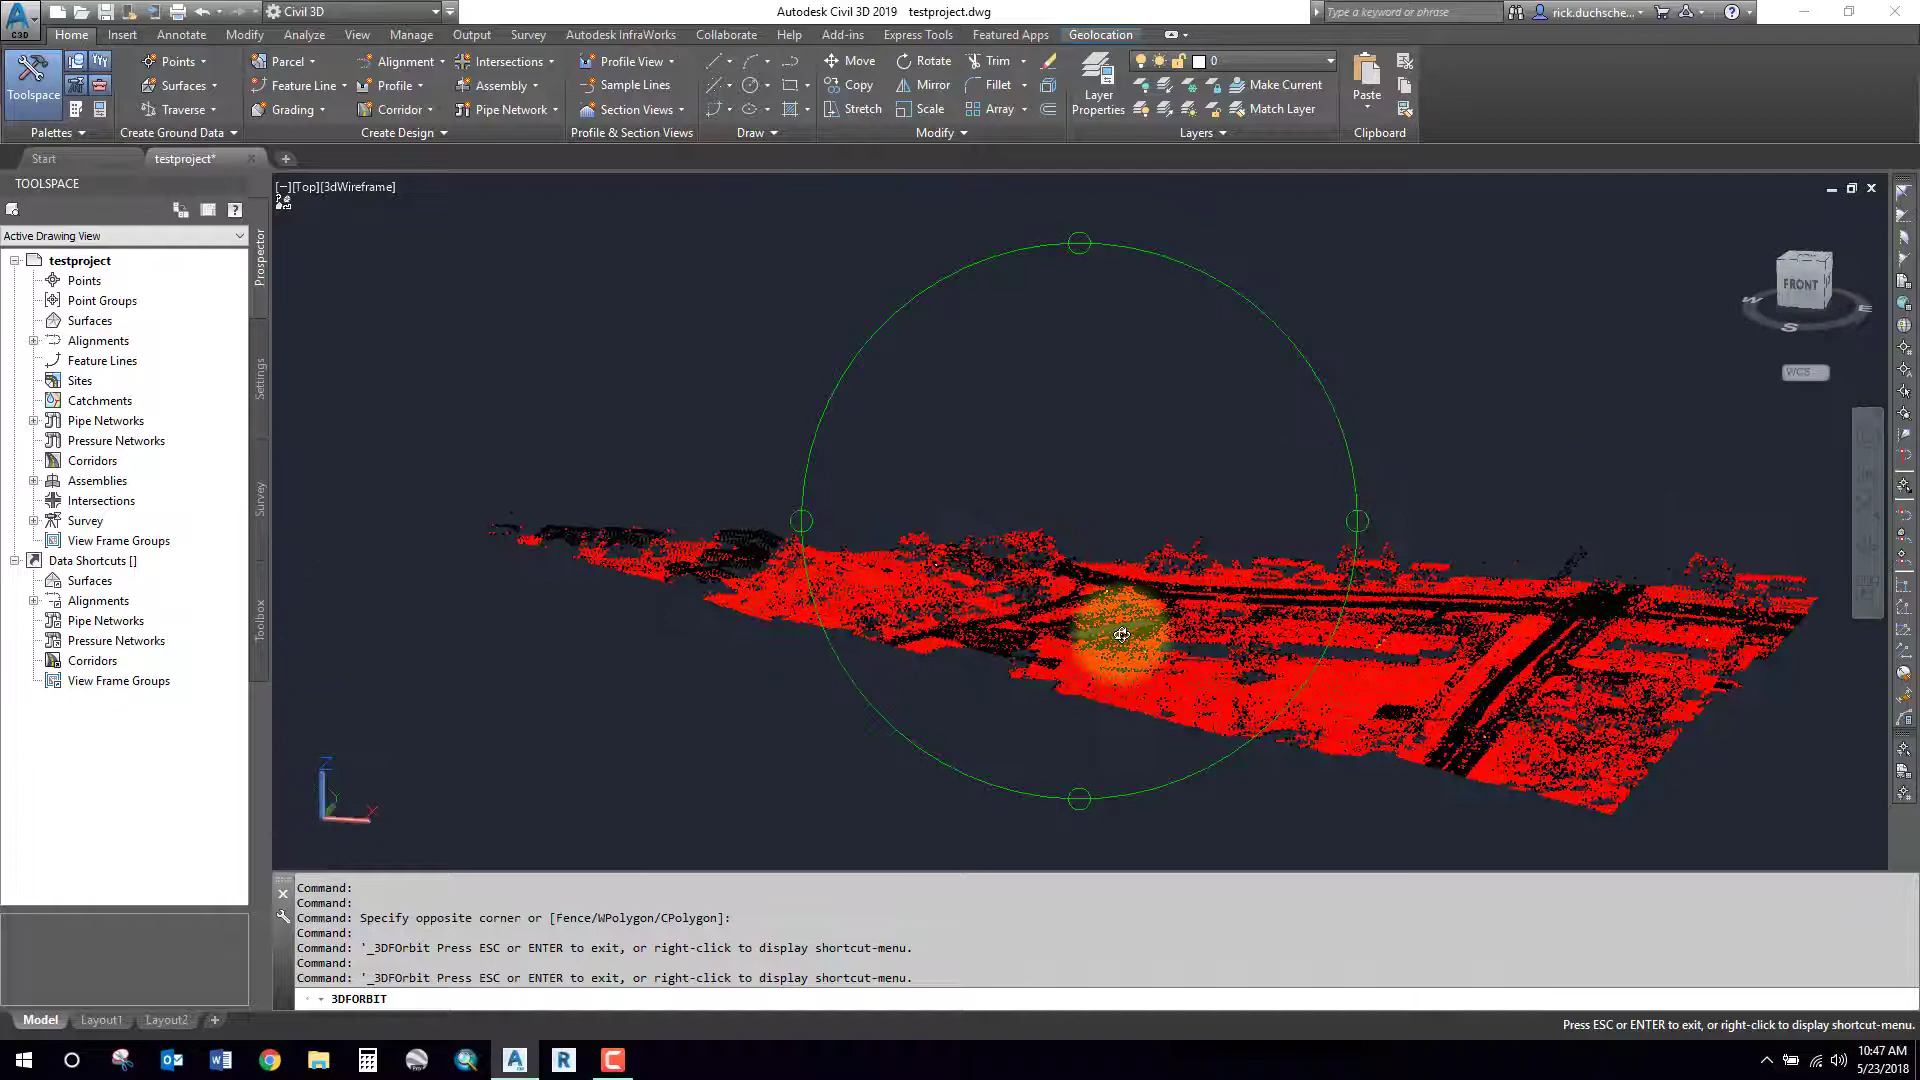 Civil 3D
Autodesk Civil 3D 2019 testproject.dwg
Type a keyword or phrase
rick.duchsche...
C3D
Home Insert Annotate Modify Analyze View Manage Output Survey Autodesk InfraWorks Collaborate Help Add-ins Express Tools Featured Apps Geolocation
Points Parcel Alignment Intersections Profile View Move Rotate Trim 0
Surfaces Feature Line Profile Assembly Sample Lines Copy Mirror Fillet Make Current
Toolspace Traverse Grading Corridor Pipe Network Section Views Stretch Scale Array Layer Properties Match Layer Paste
Palettes Create Ground Data Create Design Profile & Section Views Draw Modify Layers Clipboard
Start testproject*
TOOLSPACE
[−][Top][3dWireframe]
Active Drawing View
Prospector
Settings
Survey
Toolbox
testproject
Points
Point Groups
Surfaces
Alignments
Feature Lines
Sites
Catchments
Pipe Networks
Pressure Networks
Corridors
Assemblies
Intersections
Survey
View Frame Groups
Data Shortcuts []
Surfaces
Alignments
Pipe Networks
Pressure Networks
Corridors
View Frame Groups
FRONT
W S E
WCS
Z
Y
X
Command:
Command:
Command: Specify opposite corner or [Fence/WPolygon/CPolygon]:
Command:
Command: '_3DFOrbit Press ESC or ENTER to exit, or right-click to display shortcut-menu.
Command:
Command: '_3DFOrbit Press ESC or ENTER to exit, or right-click to display shortcut-menu.
3DFORBIT
Model Layout1 Layout2
Press ESC or ENTER to exit, or right-click to display shortcut-menu.
10:47 AM
5/23/2018